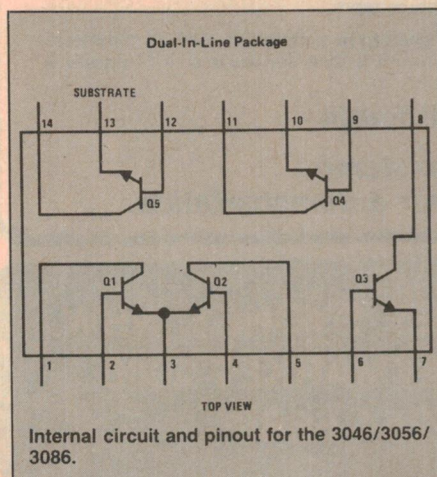 Dual-In-Line Package
SUBSTRATE
14 13 12 11 10 9 8
Q5 Q4
Q1 Q2 Q3
1 2 3 4 5 6 7
TOP VIEW
Internal circuit and pinout for the 3046/3056/
3086.